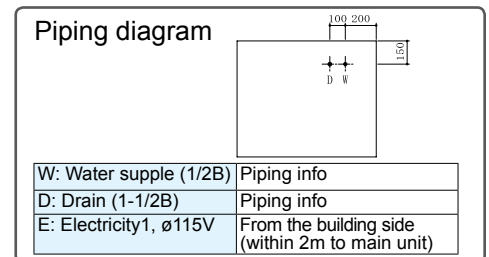 Piping diagram
100 200
150
D W
W: Water supple (1/2B) Piping info
D: Drain (1-1/2B) Piping info
E: Electricity1, ø115V From the building side
(within 2m to main unit)